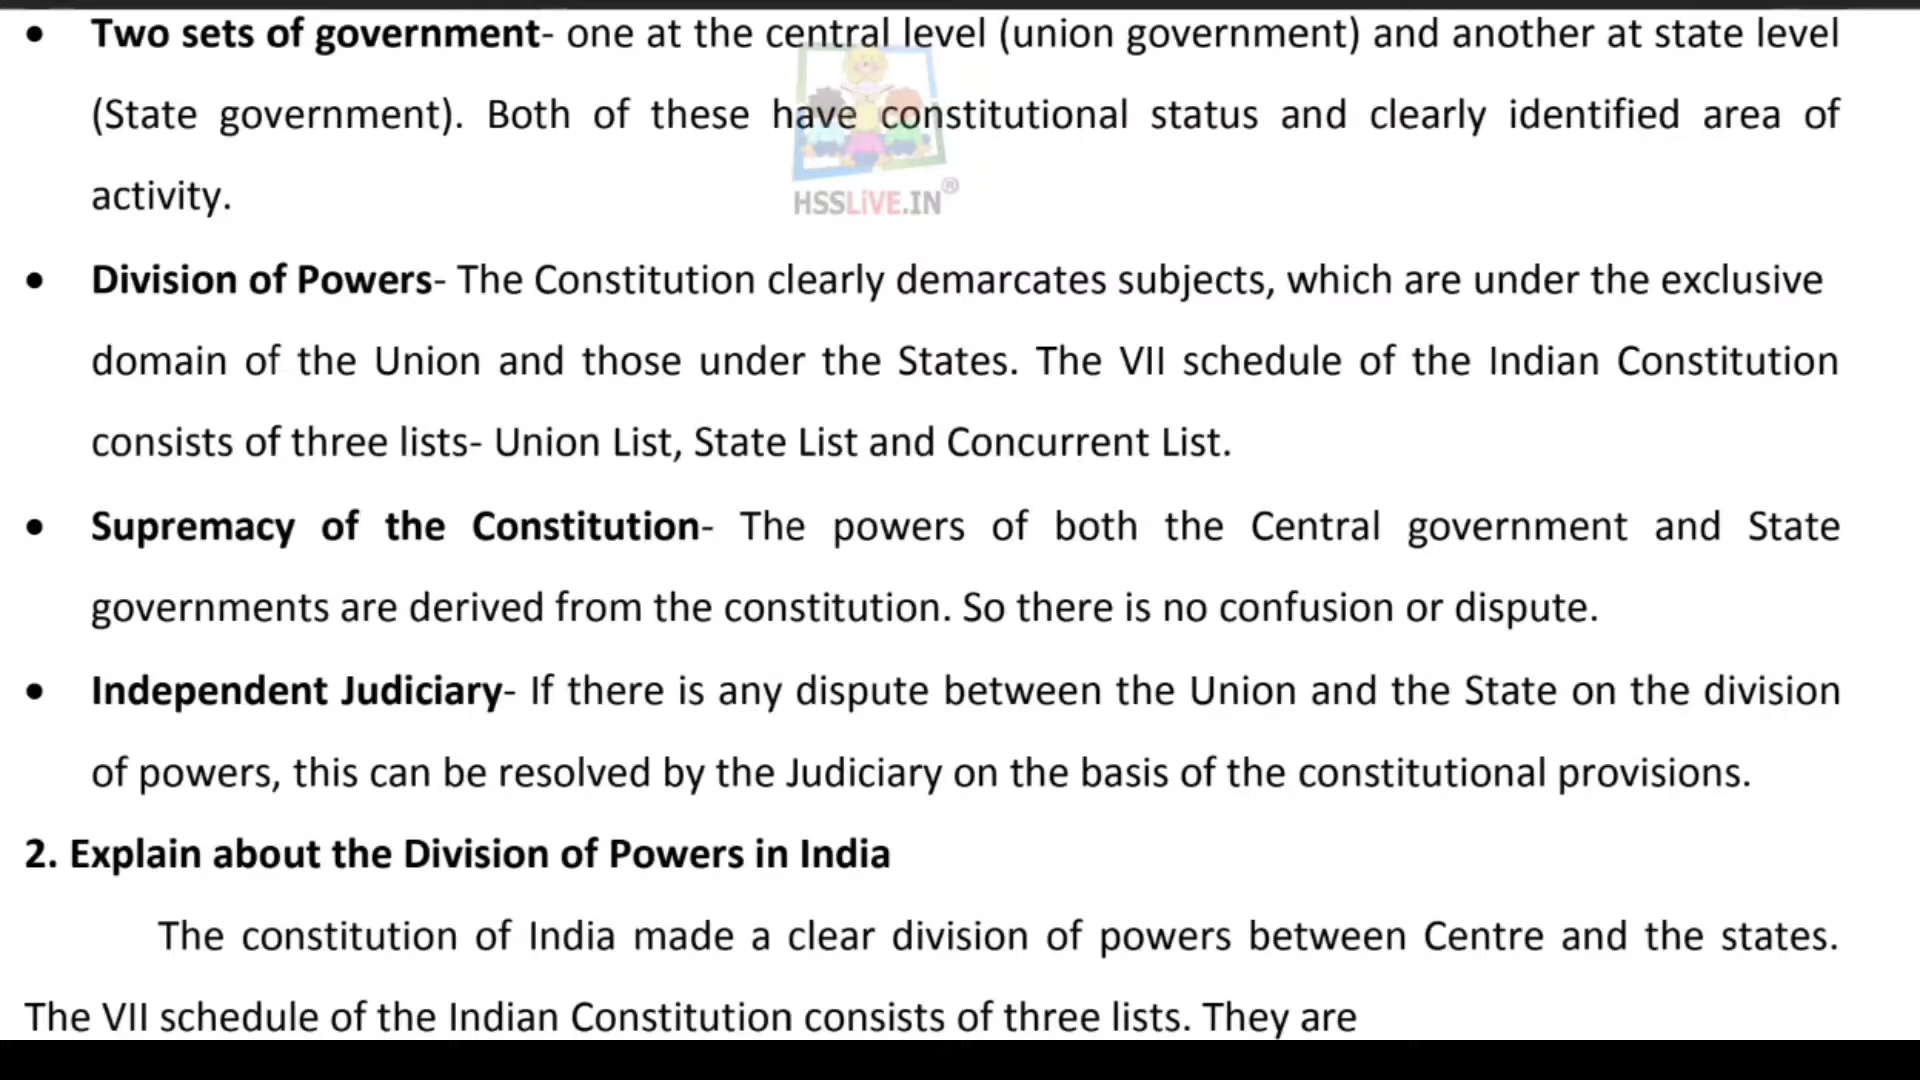 • Two sets of government- one at the central level (union government) and another at state level
(State government). Both of these have constitutional status and clearly identified area of
activity.
HSSLiVE.IN®
• Division of Powers- The Constitution clearly demarcates subjects, which are under the exclusive
domain of the Union and those under the States. The VII schedule of the Indian Constitution
consists of three lists- Union List, State List and Concurrent List.
• Supremacy of the Constitution- The powers of both the Central government and State
governments are derived from the constitution. So there is no confusion or dispute.
• Independent Judiciary- If there is any dispute between the Union and the State on the division
of powers, this can be resolved by the Judiciary on the basis of the constitutional provisions.
2. Explain about the Division of Powers in India
The constitution of India made a clear division of powers between Centre and the states.
The VII schedule of the Indian Constitution consists of three lists. They are